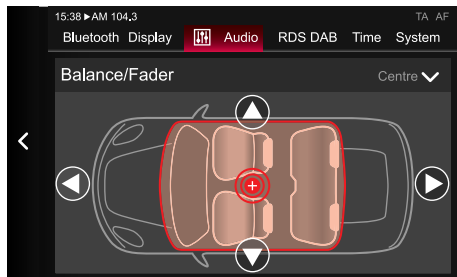 15:38 ▸ AM 104.3 TA AF
Bluetooth Display Audio RDS DAB Time System
Balance/Fader Centre